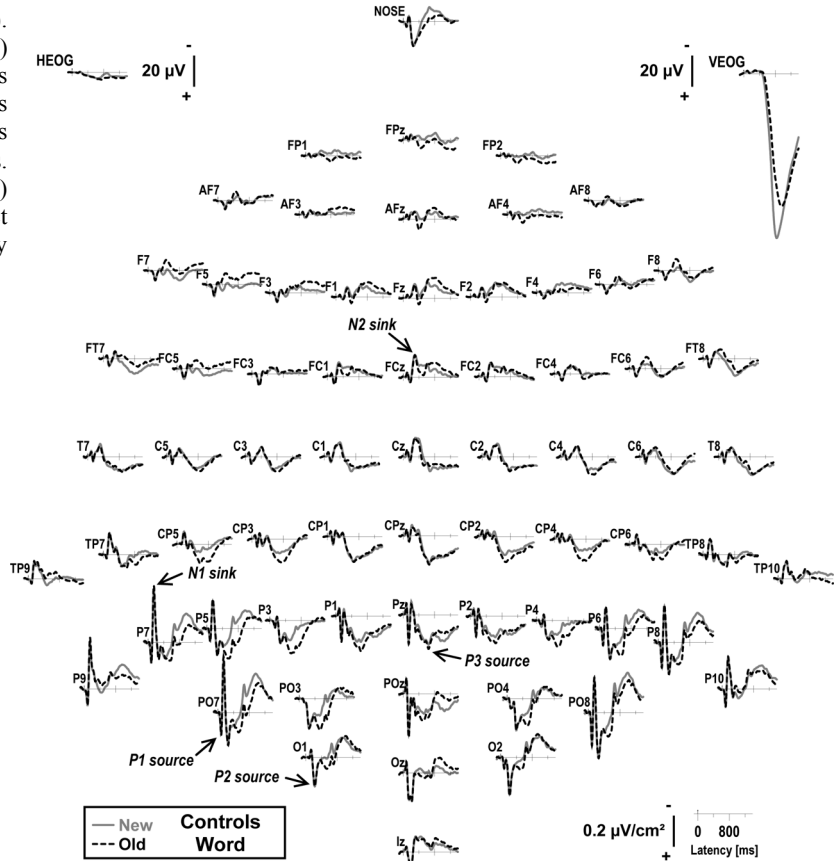 .
)
s
s
s
.
)
t
y
NOSE
HEOG
-
20 µV
+
-
20 µV
+
VEOG
FP1 FPz FP2
AF7 AF3 AFz AF4 AF8
F7 F5 F3 F1 Fz F2 F4 F6 F8
N2 sink
FT7 FC5 FC3 FC1 FCz FC2 FC4 FC6 FT8
T7 C5 C3 C1 Cz C2 C4 C6 T8
TP9 TP7 CP5 CP3 CP1 CPz CP2 CP4 CP6 TP8 TP10
N1 sink
P9 P7 P5 P3 P1 Pz P2 P4 P6 P8 P10
P3 source
PO7 PO3 POz PO4 PO8
P1 source
O1 Oz O2
P2 source
Iz
New Controls
Old Word
-
0.2 µV/cm²
+
0 800
Latency [ms]